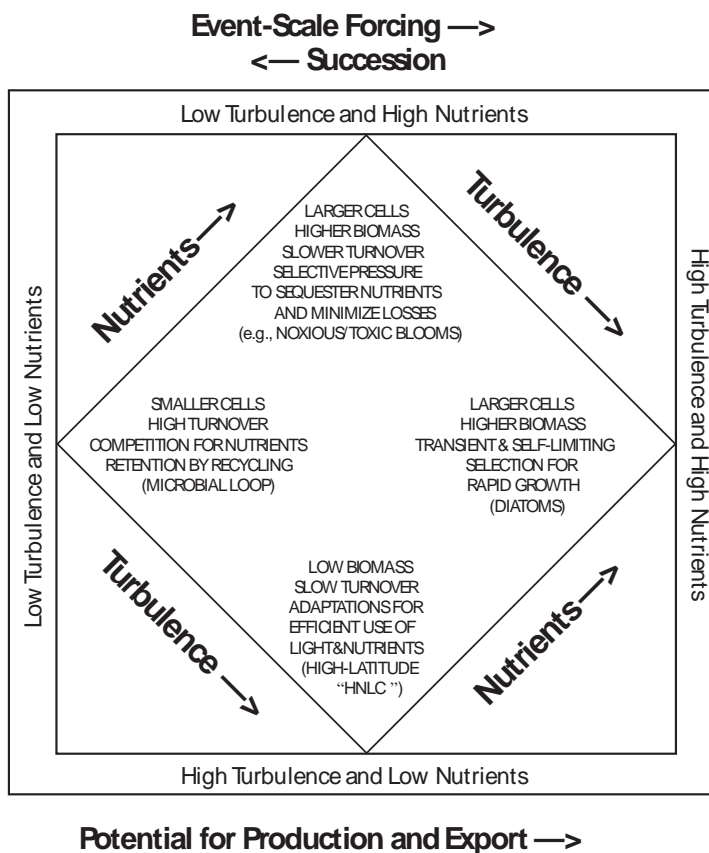 Event-Scale Forcing —>
<— Succession
Low Turbulence and High Nutrients
Nutrients —>
Turbulence —>
LARGER CELLS
HIGHER BIOMASS
SLOWER TURNOVER
SELECTIVE PRESSURE
TO SEQUESTER NUTRIENTS
AND MINIMIZE LOSSES
(e.g., NOXIOUS/TOXIC BLOOMS)
Low Turbulence and Low Nutrients
SMALLER CELLS
HIGH TURNOVER
COMPETITION FOR NUTRIENTS
RETENTION BY RECYCLING
(MICROBIAL LOOP)
LARGER CELLS
HIGHER BIOMASS
TRANSIENT & SELF-LIMITING
SELECTION FOR
RAPID GROWTH
(DIATOMS)
High Turbulence and High Nutrients
Turbulence —>
LOW BIOMASS
SLOW TURNOVER
ADAPTATIONS FOR
EFFICIENT USE OF
LIGHT&NUTRIENTS
(HIGH-LATITUDE
“HNLC ”)
Nutrients —>
High Turbulence and Low Nutrients
Potential for Production and Export —>